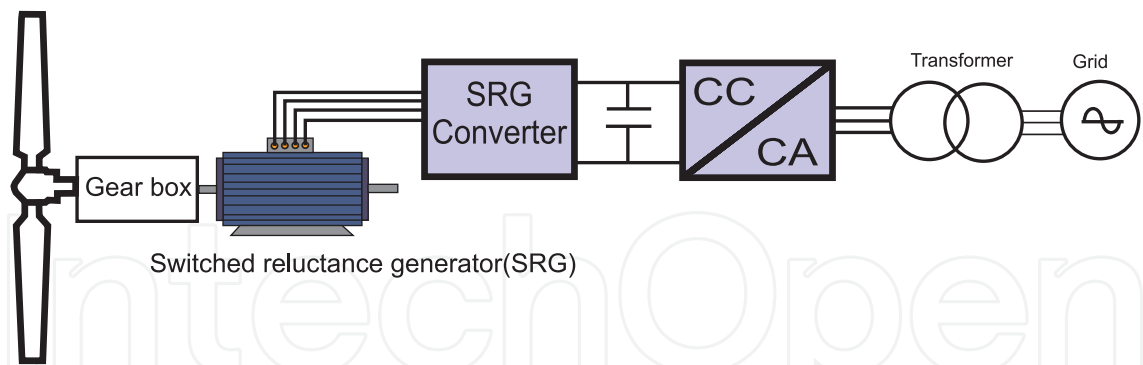 Transformer
Grid
SRG
Converter
CC
CA
Gear box
Switched reluctance generator(SRG)
IntechOpen